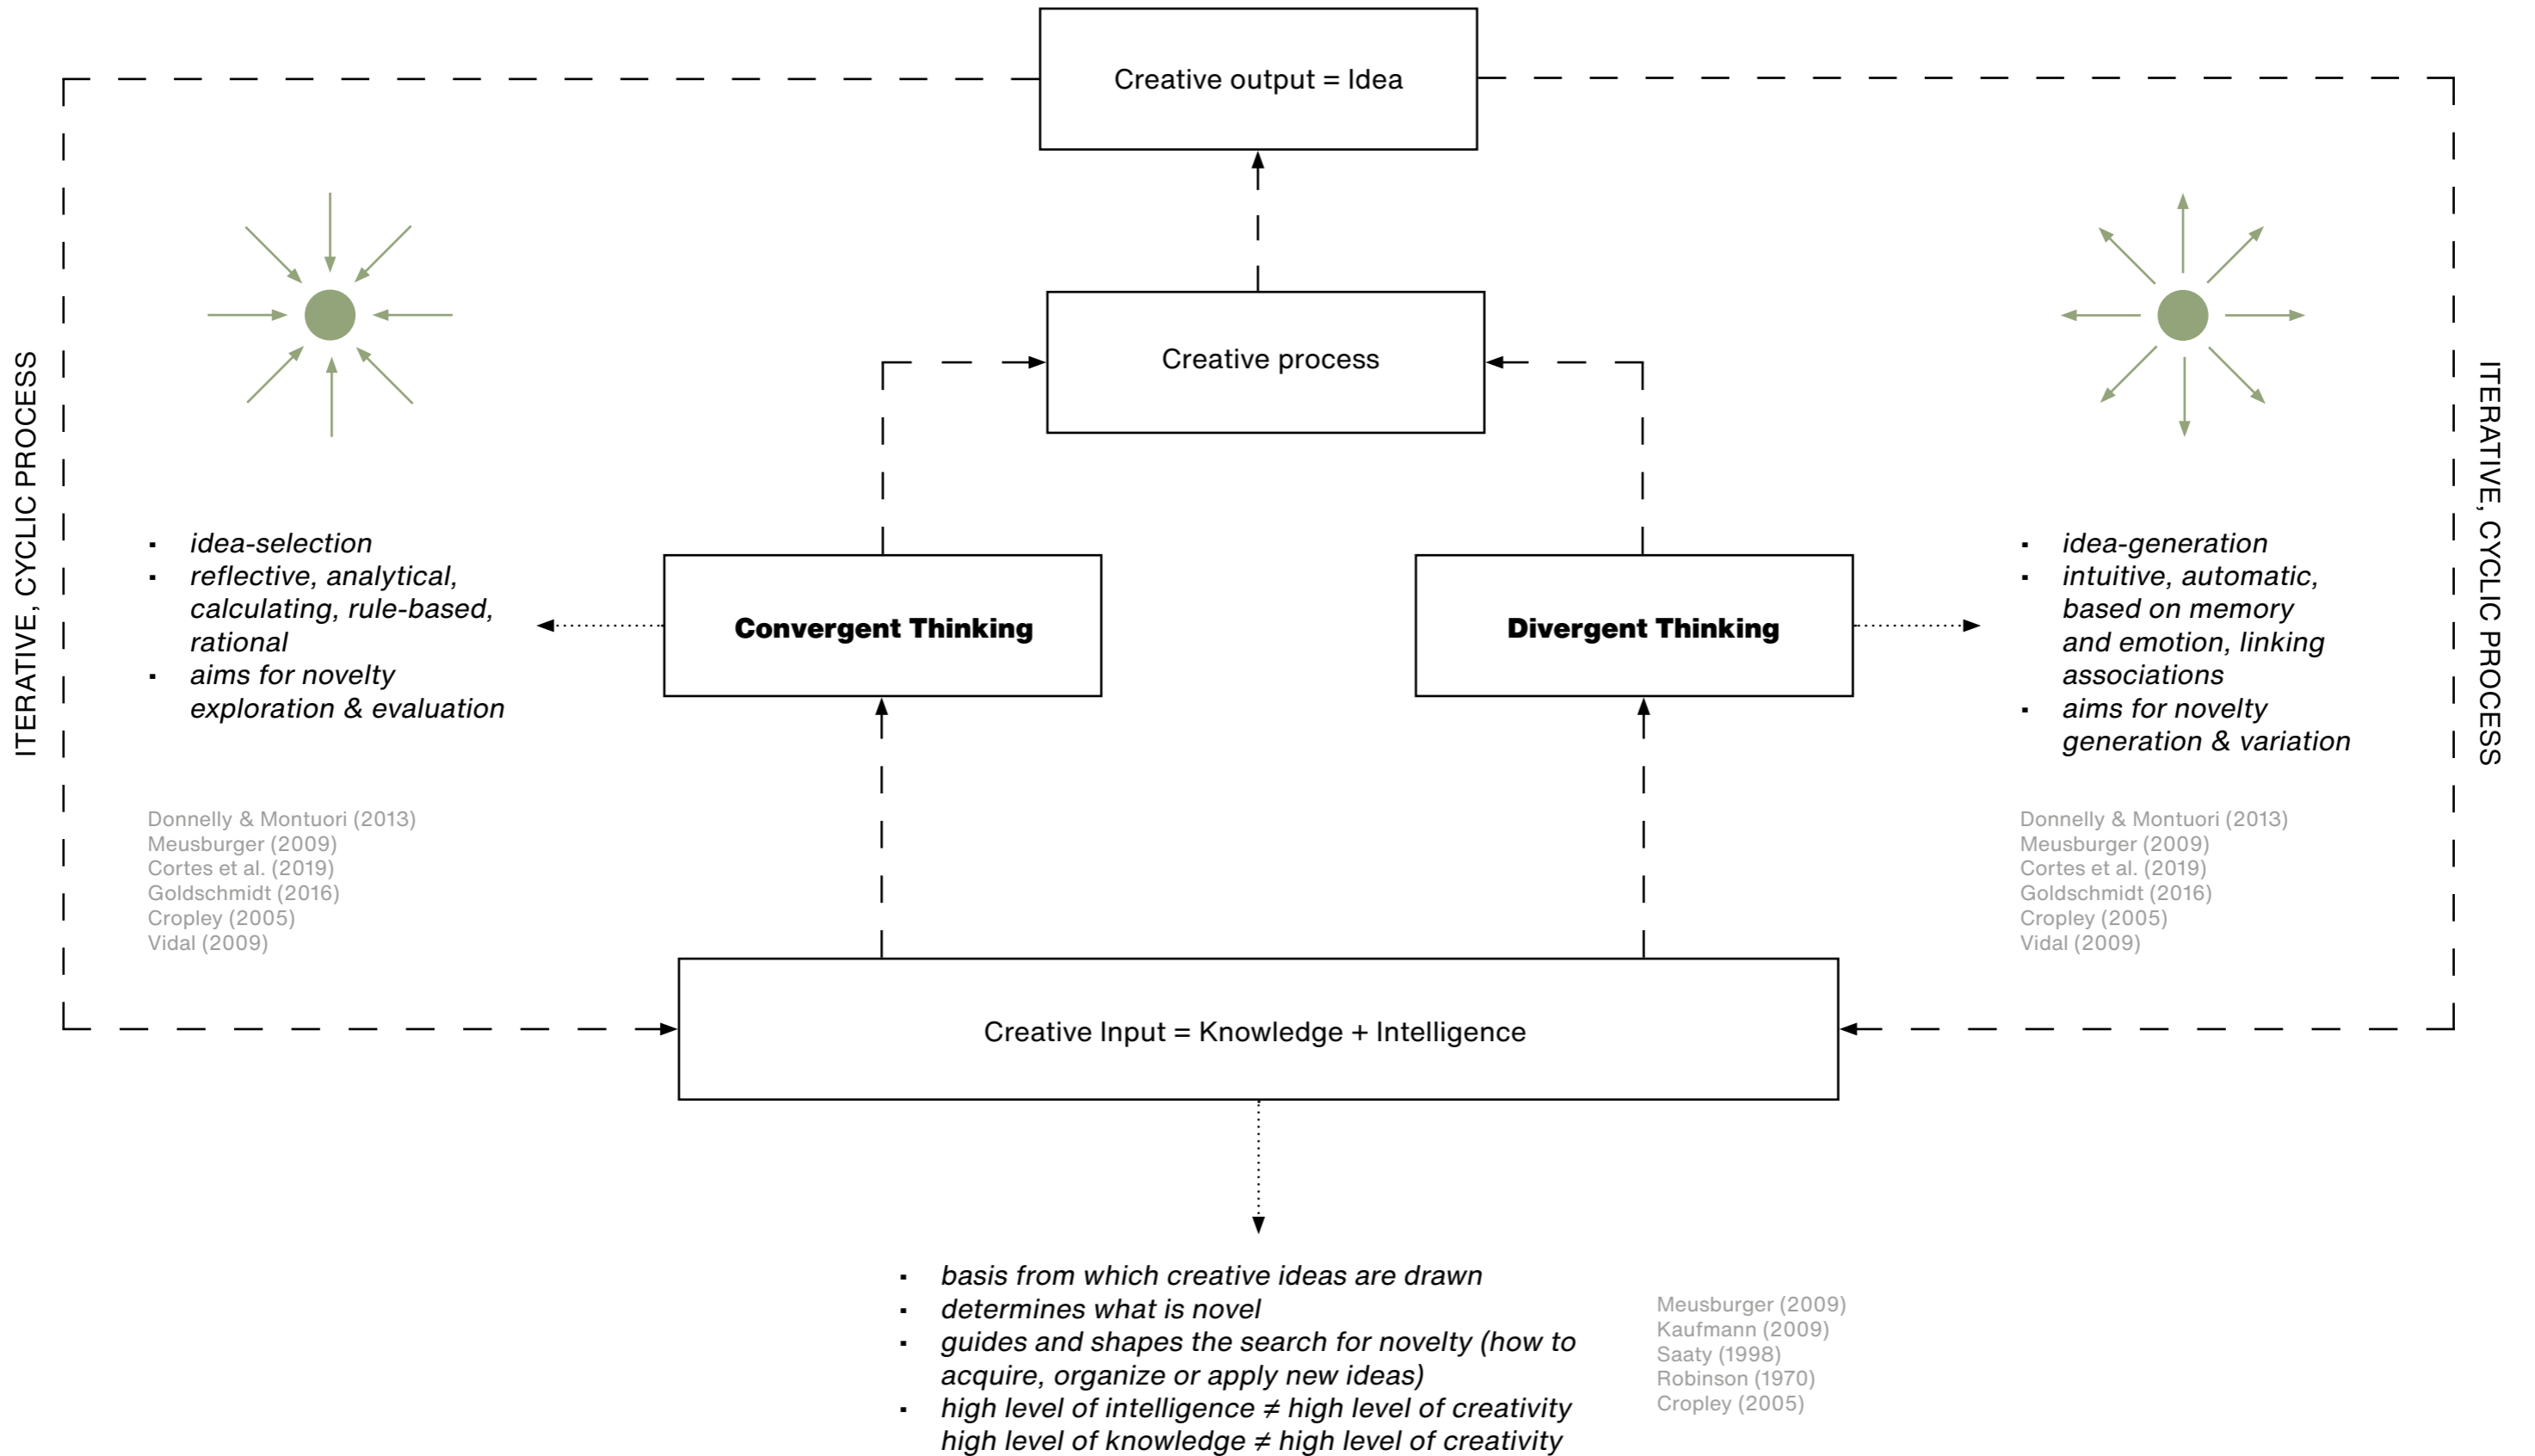 Creative output = Idea
Creative process
ITERATIVE, CYCLIC PROCESS
▪ idea-selection
▪ reflective, analytical,
calculating, rule-based,
rational
▪ aims for novelty
exploration & evaluation
Donnelly & Montuori (2013)
Meusburger (2009)
Cortes et al. (2019)
Goldschmidt (2016)
Cropley (2005)
Vidal (2009)
Convergent Thinking
Divergent Thinking
▪ idea-generation
▪ intuitive, automatic,
based on memory
and emotion, linking
associations
▪ aims for novelty
generation & variation
Donnelly & Montuori (2013)
Meusburger (2009)
Cortes et al. (2019)
Goldschmidt (2016)
Cropley (2005)
Vidal (2009)
ITERATIVE, CYCLIC PROCESS
Creative Input = Knowledge + Intelligence
▪ basis from which creative ideas are drawn
▪ determines what is novel
▪ guides and shapes the search for novelty (how to
acquire, organize or apply new ideas)
▪ high level of intelligence ≠ high level of creativity
high level of knowledge ≠ high level of creativity
Meusburger (2009)
Kaufmann (2009)
Saaty (1998)
Robinson (1970)
Cropley (2005)